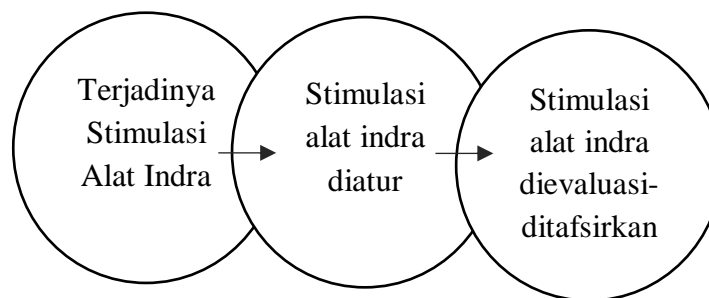 Terjadinya
Stimulasi
Alat Indra
Stimulasi
alat indra
diatur
Stimulasi
alat indra
dievaluasi-
ditafsirkan